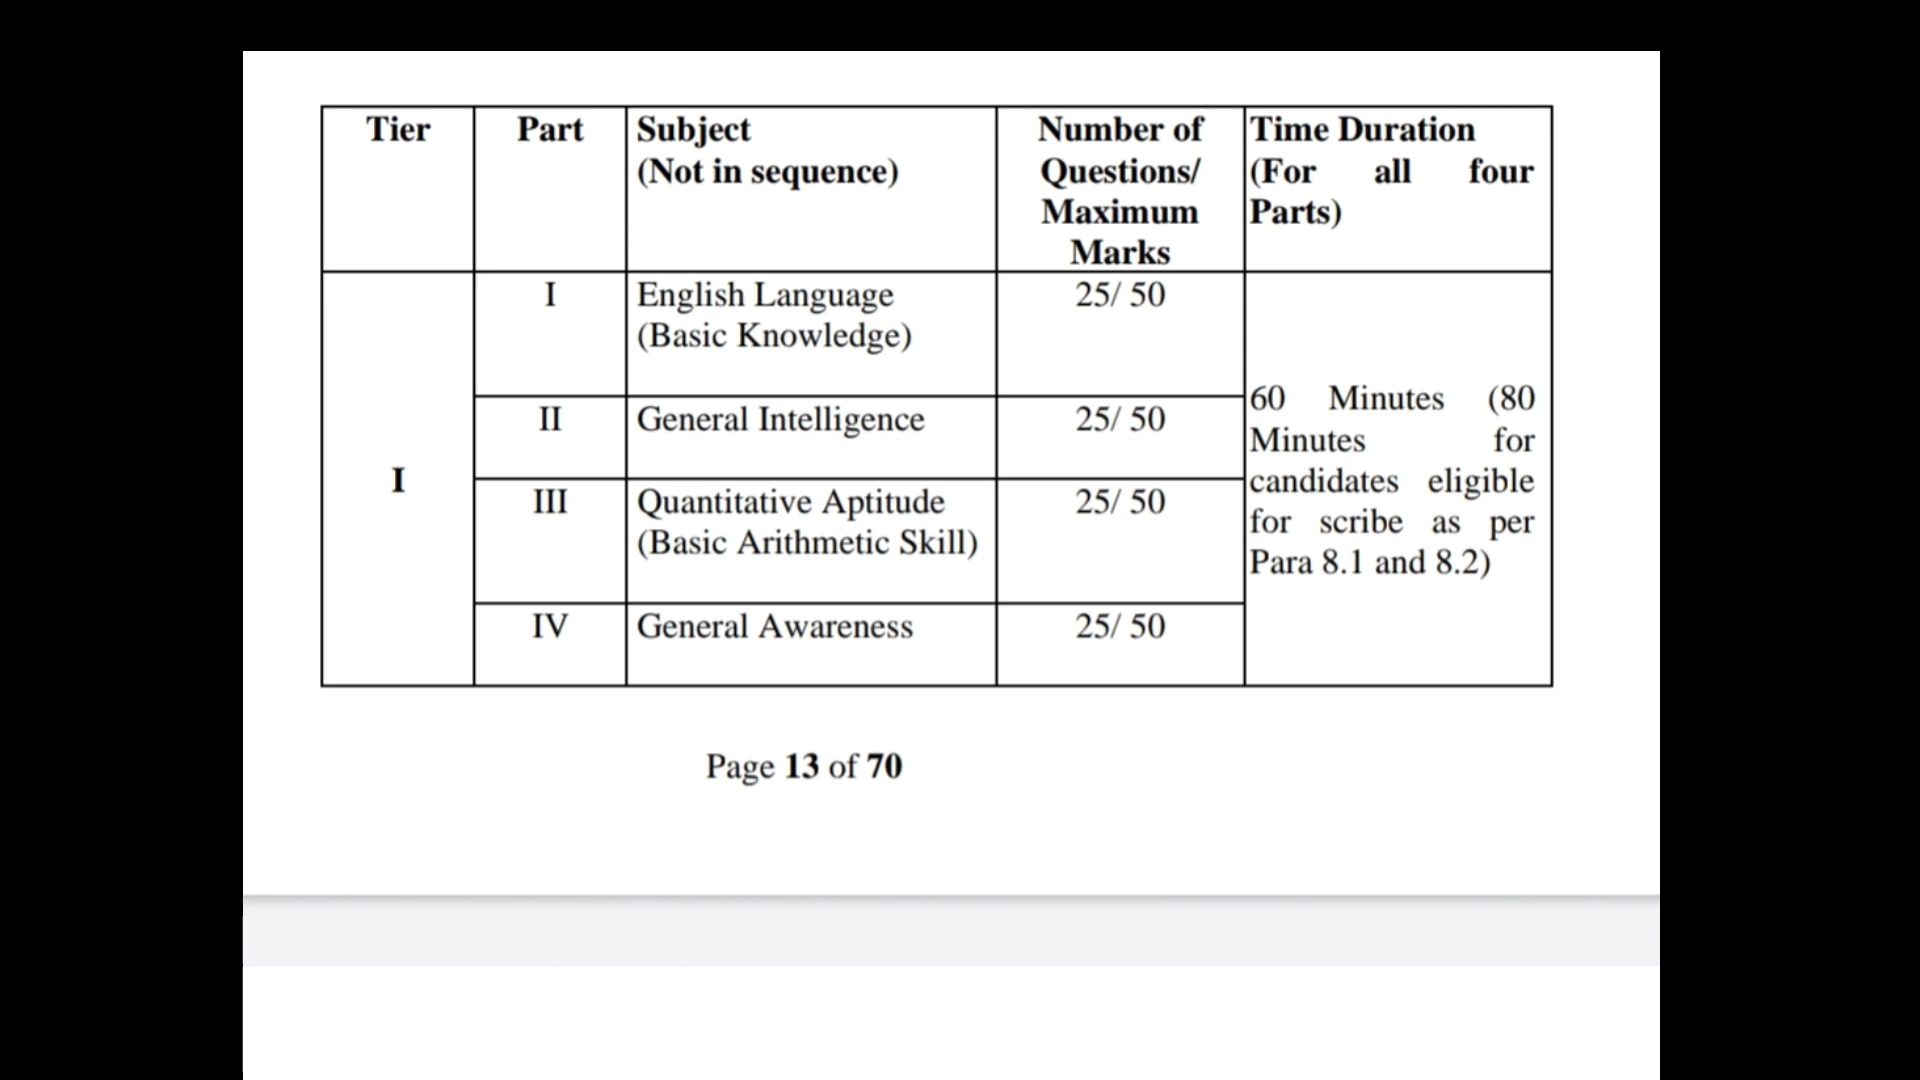 Tier
Part
Subject
(Not in sequence)
Number of
Questions/
Maximum
Marks
Time Duration
(For all four
Parts)
I
I
English Language
(Basic Knowledge)
25/ 50
II
General Intelligence
25/ 50
III
Quantitative Aptitude
(Basic Arithmetic Skill)
25/ 50
IV
General Awareness
25/ 50
60 Minutes (80
Minutes for
candidates eligible
for scribe as per
Para 8.1 and 8.2)
Page 13 of 70